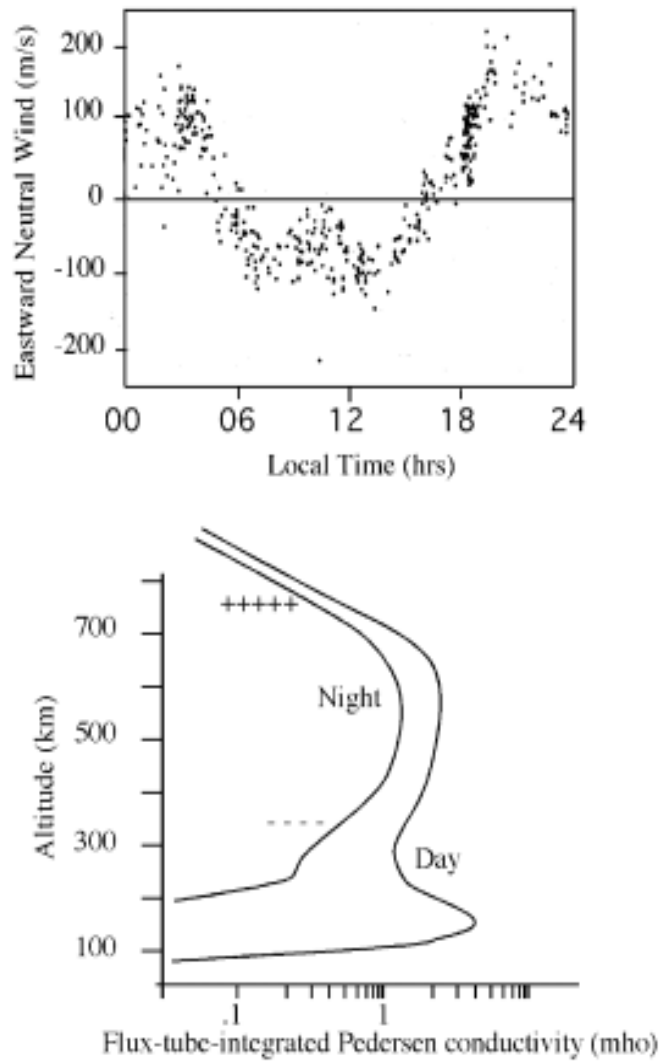 Eastward Neutral Wind (m/s)
200
100
0
-100
-200
00 06 12 18 24
Local Time (hrs)
Altitude (km)
700
500
300
100
+++++
Night
- - - - -
Day
.1 1
Flux-tube-integrated Pedersen conductivity (mho)